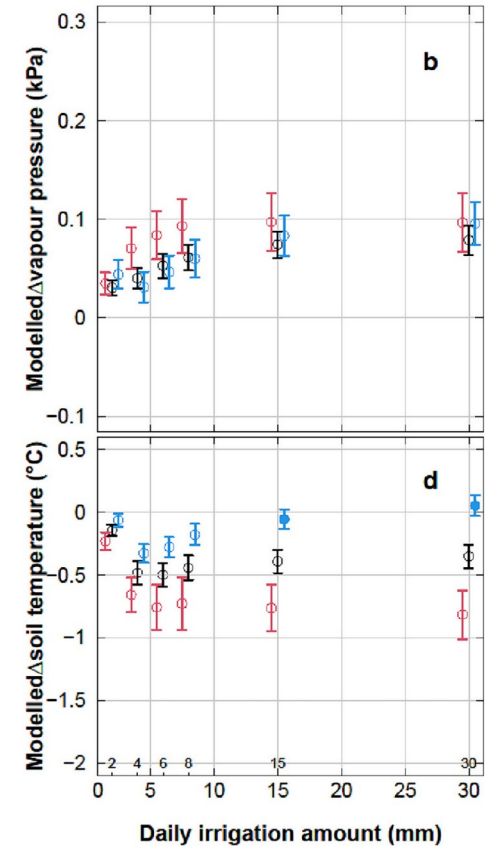 Modelled∆vapour pressure (kPa)
0.3
0.2
0.1
0
−0.1
b
Modelled∆soil temperature (°C)
0.5
0
−0.5
−1
−1.5
−2
d
2 4 6 8 15 30
0 5 10 15 20 25 30
Daily irrigation amount (mm)